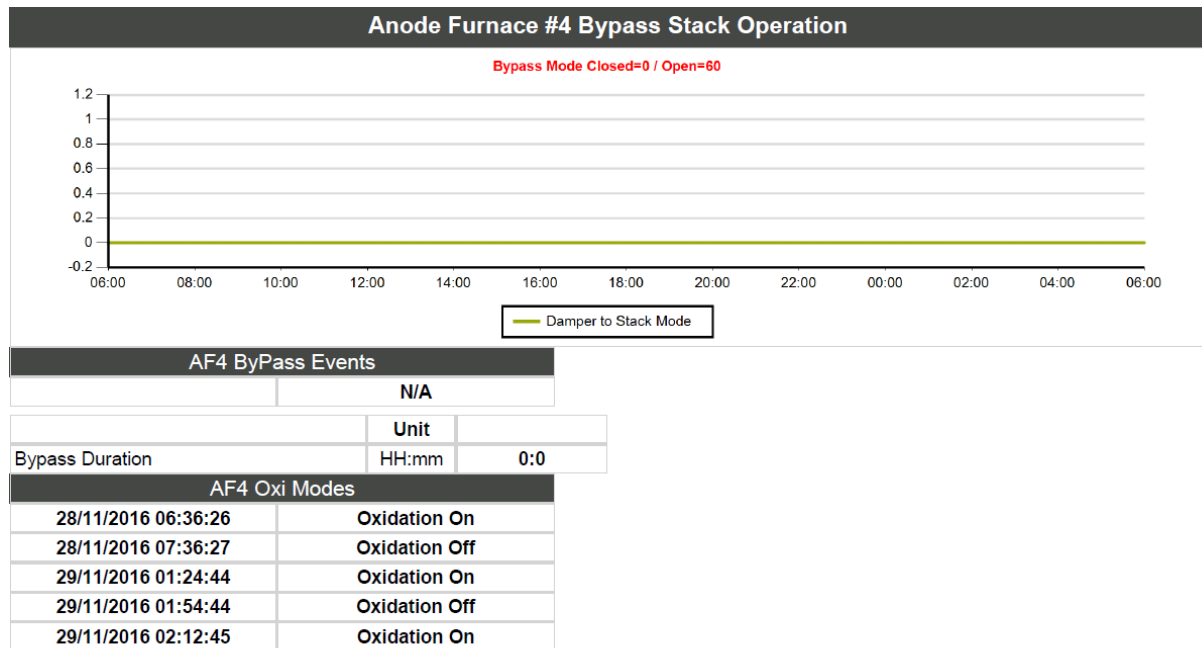 Anode Furnace #4 Bypass Stack Operation
Bypass Mode Closed=0 / Open=60
1.2
1
0.8
0.6
0.4
0.2
0
-0.2
06:00 08:00 10:00 12:00 14:00 16:00 18:00 20:00 22:00 00:00 02:00 04:00 06:00
Damper to Stack Mode
AF4 ByPass Events
N/A
Unit
Bypass Duration HH:mm 0:0
AF4 Oxi Modes
28/11/2016 06:36:26 Oxidation On
28/11/2016 07:36:27 Oxidation Off
29/11/2016 01:24:44 Oxidation On
29/11/2016 01:54:44 Oxidation Off
29/11/2016 02:12:45 Oxidation On